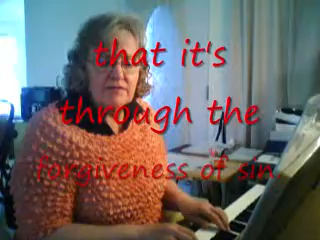 that it's
through the
forgiveness of sin